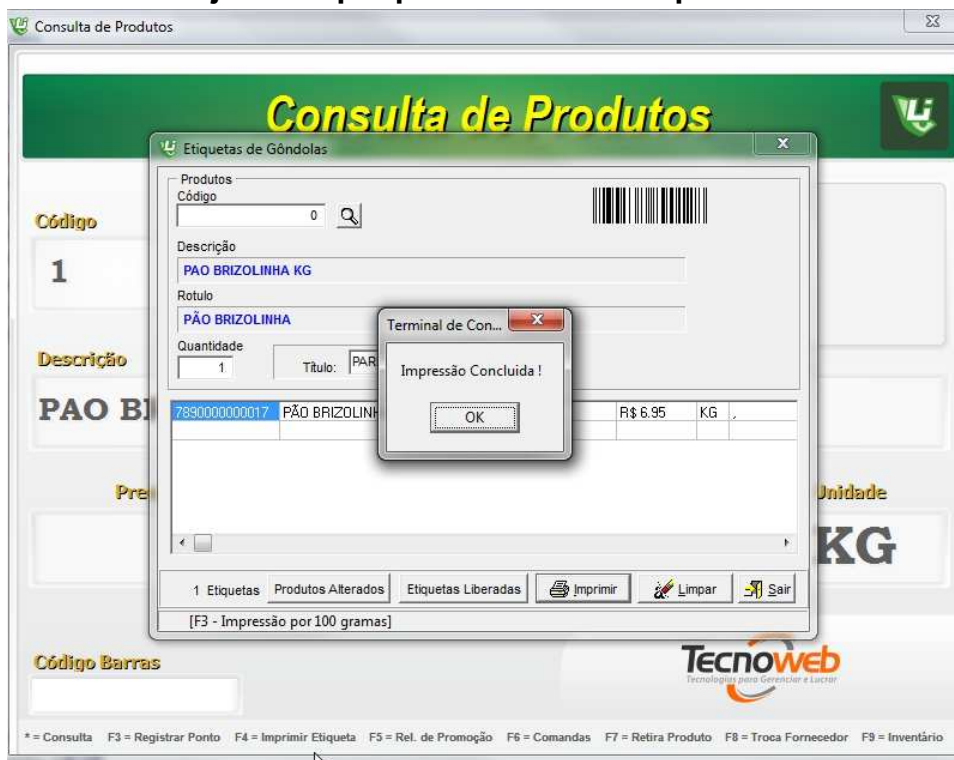 Consulta de Produtos
Consulta de Produtos
Li
Etiquetas de Gôndolas
Produtos
Código
0
Descrição
PAO BRIZOLINHA KG
Rotulo
PÃO BRIZOLINHA
Quantidade
1
Título: PAR
Terminal de Con...
Impressão Concluida !
OK
7890000000017 PÃO BRIZOLIN R$ 6.95 KG ,
1 Etiquetas Produtos Alterados Etiquetas Liberadas Imprimir Limpar Sair
[F3 - Impressão por 100 gramas]
Código
1
Descrição
PAO B
Pre
Unidade
KG
Código Barras
Tecnoweb
Tecnologias para Gerenciar e Lucrar
* = Consulta F3 = Registrar Ponto F4 = Imprimir Etiqueta F5 = Rel. de Promoção F6 = Comandas F7 = Retira Produto F8 = Troca Fornecedor F9 = Inventário